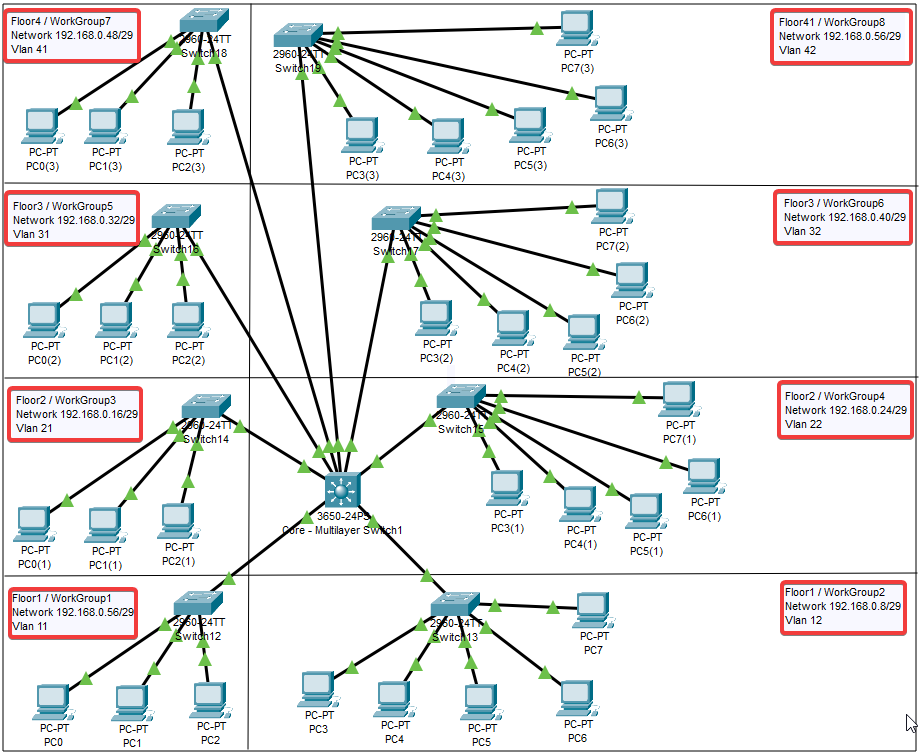 Floor4 / WorkGroup7
Network 192.168.0.48/29
Vlan 41
2960-24TT
Switch18
PC-PT
PC0(3)
PC-PT
PC1(3)
PC-PT
PC2(3)
2960-24TT
Switch19
PC-PT
PC7(3)
PC-PT
PC6(3)
PC-PT
PC5(3)
PC-PT
PC4(3)
PC-PT
PC3(3)
Floor41 / WorkGroup8
Network 192.168.0.56/29
Vlan 42
Floor3 / WorkGroup5
Network 192.168.0.32/29
Vlan 31
2960-24TT
Switch16
PC-PT
PC0(2)
PC-PT
PC1(2)
PC-PT
PC2(2)
2960-24TT
Switch17
PC-PT
PC7(2)
PC-PT
PC6(2)
PC-PT
PC3(2)
PC-PT
PC4(2)
PC-PT
PC5(2)
Floor3 / WorkGroup6
Network 192.168.0.40/29
Vlan 32
Floor2 / WorkGroup3
Network 192.168.0.16/29
Vlan 21
2960-24TT
Switch14
PC-PT
PC0(1)
PC-PT
PC1(1)
PC-PT
PC2(1)
2960-24TT
Switch15
PC-PT
PC7(1)
PC-PT
PC6(1)
PC-PT
PC3(1)
PC-PT
PC4(1)
PC-PT
PC5(1)
Floor2 / WorkGroup4
Network 192.168.0.24/29
Vlan 22
3650-24PS
Core - Multilayer Switch1
Floor1 / WorkGroup1
Network 192.168.0.56/29
Vlan 11
2960-24TT
Switch12
PC-PT
PC0
PC-PT
PC1
PC-PT
PC2
2960-24TT
Switch13
PC-PT
PC7
PC-PT
PC3
PC-PT
PC4
PC-PT
PC5
PC-PT
PC6
Floor1 / WorkGroup2
Network 192.168.0.8/29
Vlan 12